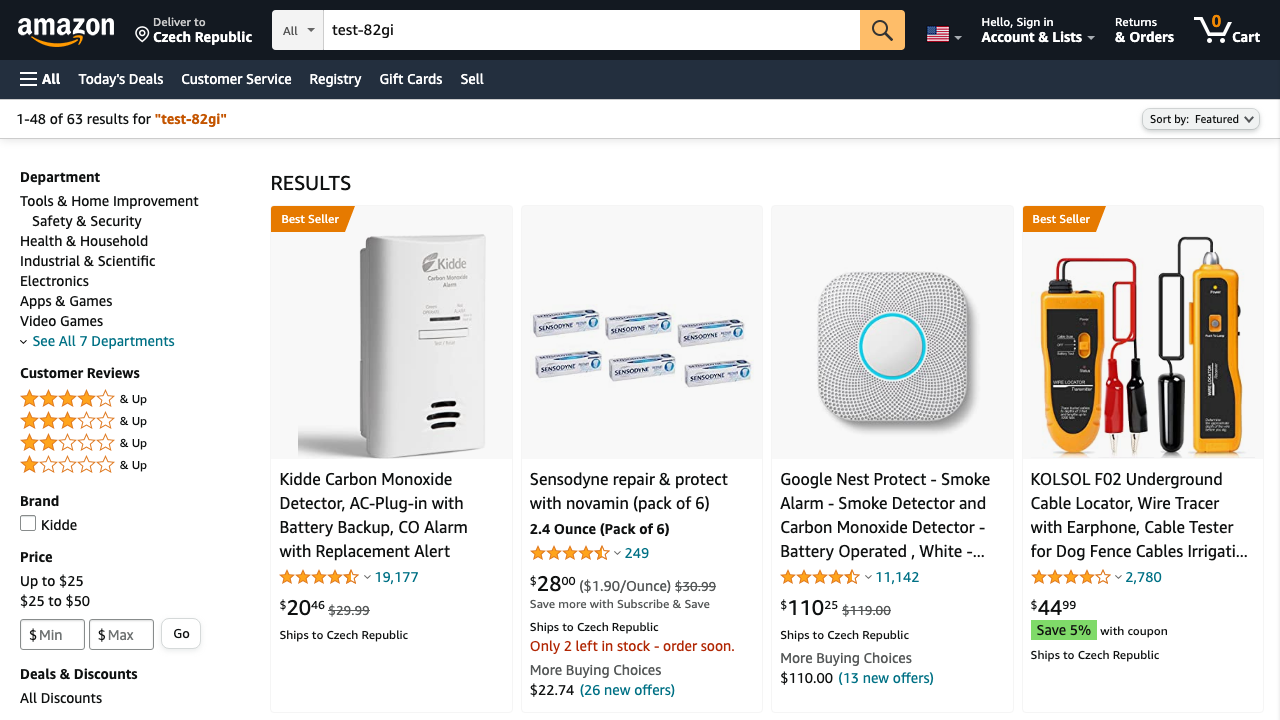 amazon
Deliver to
Czech Republic
All
test-82gi
Hello, Sign in
Account & Lists
Returns
& Orders
0
Cart
All
Today's Deals
Customer Service
Registry
Gift Cards
Sell
1-48 of 63 results for "test-82gi"
Sort by: Featured
Department
Tools & Home Improvement
Safety & Security
Health & Household
Industrial & Scientific
Electronics
Apps & Games
Video Games
See All 7 Departments
Customer Reviews
& Up
& Up
& Up
& Up
Brand
Kidde
Price
Up to $25
$25 to $50
$ Min
$ Max
Go
Deals & Discounts
All Discounts
RESULTS
Best Seller
Kidde
Carbon Monoxide
Alarm
Kidde Carbon Monoxide
Detector, AC-Plug-in with
Battery Backup, CO Alarm
with Replacement Alert
19,177
$20.46 $29.99
Ships to Czech Republic
SENSODYNE
SENSODYNE
SENSODYNE
SENSODYNE
SENSODYNE
SENSODYNE
Sensodyne repair & protect
with novamin (pack of 6)
2.4 Ounce (Pack of 6)
249
$28.00 ($1.90/Ounce) $30.99
Save more with Subscribe & Save
Ships to Czech Republic
Only 2 left in stock - order soon.
More Buying Choices
$22.74 (26 new offers)
Google Nest Protect - Smoke
Alarm - Smoke Detector and
Carbon Monoxide Detector -
Battery Operated , White -...
11,142
$110.25 $119.00
Ships to Czech Republic
More Buying Choices
$110.00 (13 new offers)
Best Seller
WIRE LOCATOR
Transmitter
WIRE LOCATOR
Receiver
KOLSOL F02 Underground
Cable Locator, Wire Tracer
with Earphone, Cable Tester
for Dog Fence Cables Irrigati...
2,780
$44.99
Save 5% with coupon
Ships to Czech Republic